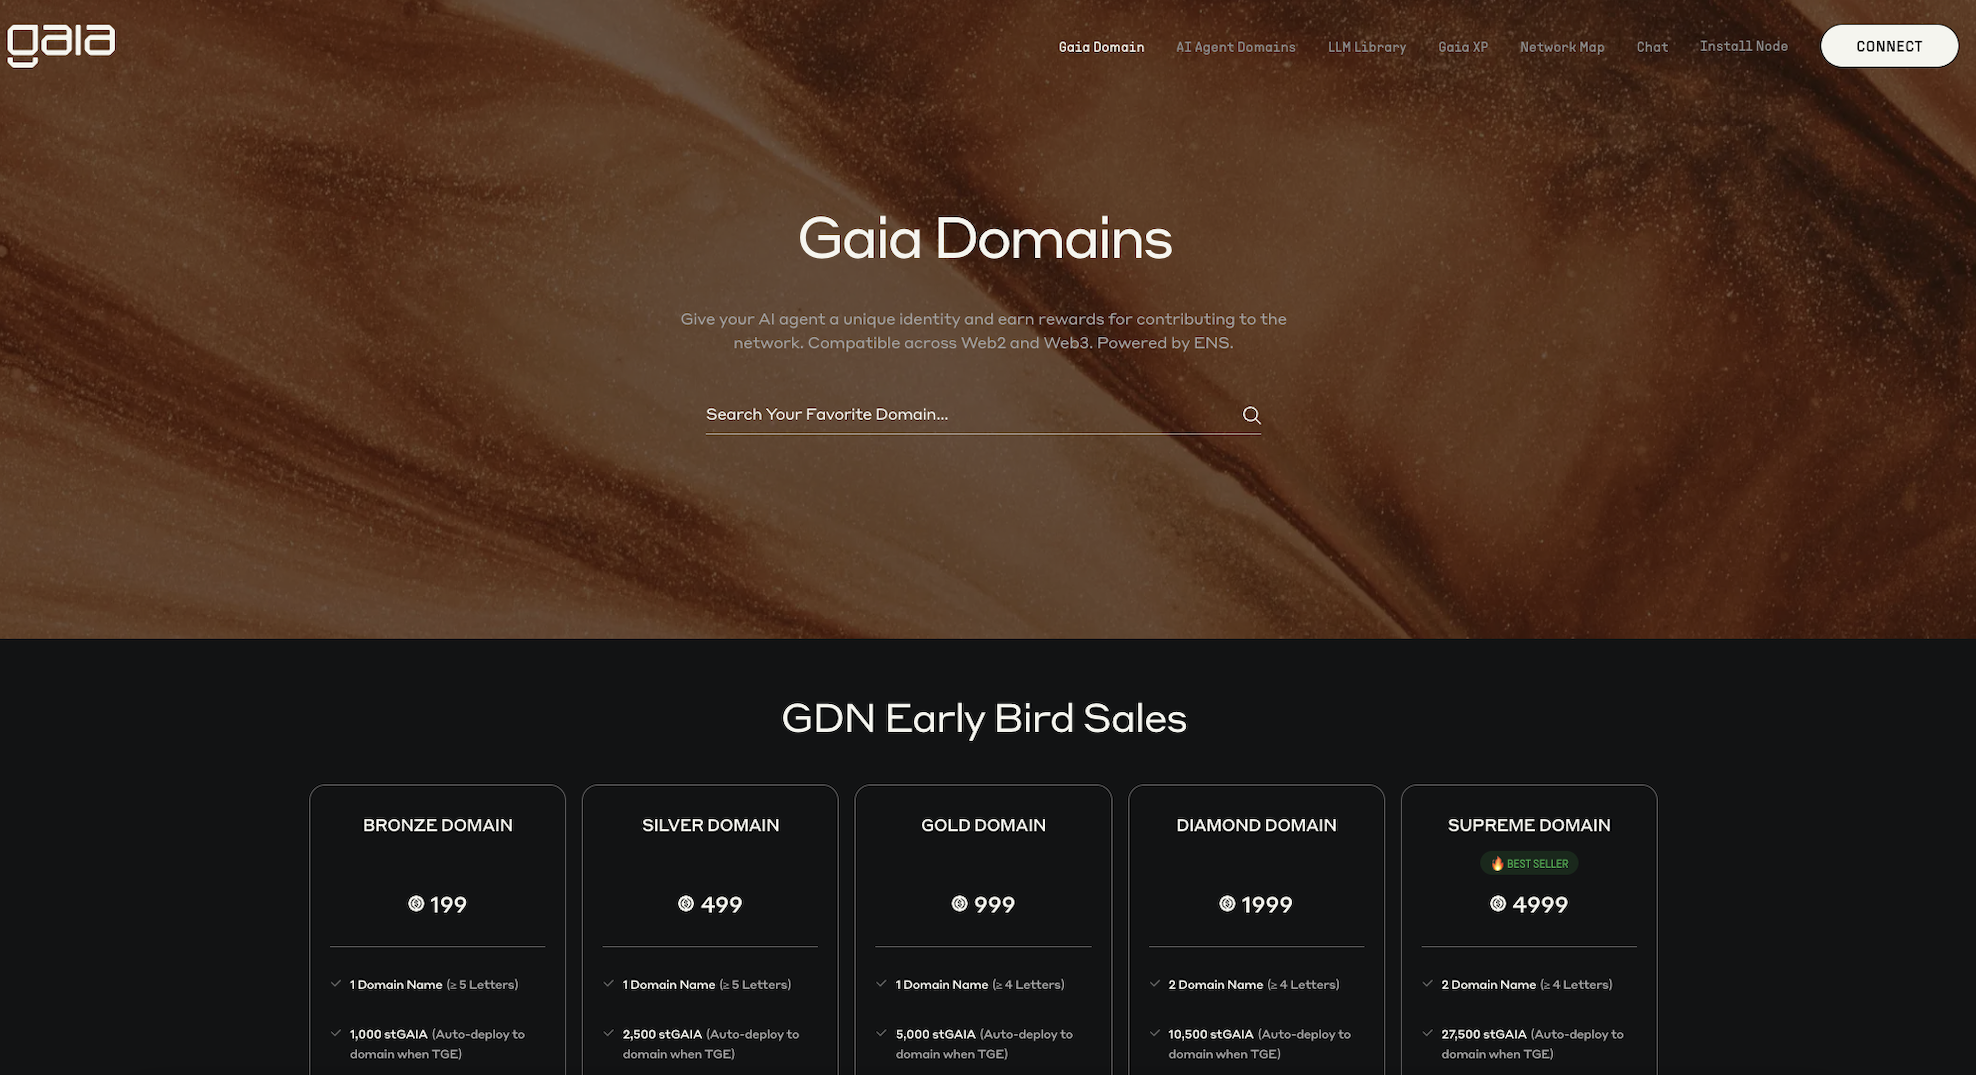 gaia
Gaia Domain
AI Agent Domains
LLM Library
Gaia XP
Network Map
Chat
Install Node
CONNECT
Gaia Domains
Give your AI agent a unique identity and earn rewards for contributing to the
network. Compatible across Web2 and Web3. Powered by ENS.
Search Your Favorite Domain...
GDN Early Bird Sales
BRONZE DOMAIN
199
1 Domain Name (≥ 5 Letters)
1,000 stGAIA (Auto-deploy to
domain when TGE)
SILVER DOMAIN
499
1 Domain Name (≥ 5 Letters)
2,500 stGAIA (Auto-deploy to
domain when TGE)
GOLD DOMAIN
999
1 Domain Name (≥ 4 Letters)
5,000 stGAIA (Auto-deploy to
domain when TGE)
DIAMOND DOMAIN
1999
2 Domain Name (≥ 4 Letters)
10,500 stGAIA (Auto-deploy to
domain when TGE)
SUPREME DOMAIN
🔥 BEST SELLER
4999
2 Domain Name (≥ 4 Letters)
27,500 stGAIA (Auto-deploy to
domain when TGE)